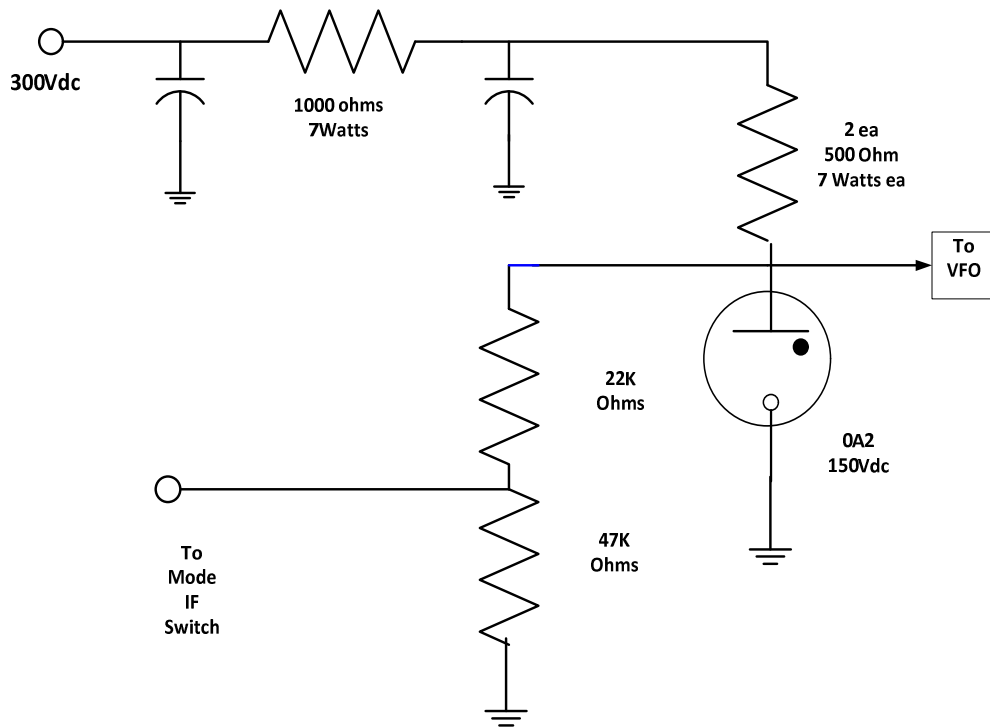 300Vdc
1000 ohms
7Watts
2 ea
500 Ohm
7 Watts ea
To
VFO
22K
Ohms
0A2
150Vdc
To
Mode
IF
Switch
47K
Ohms